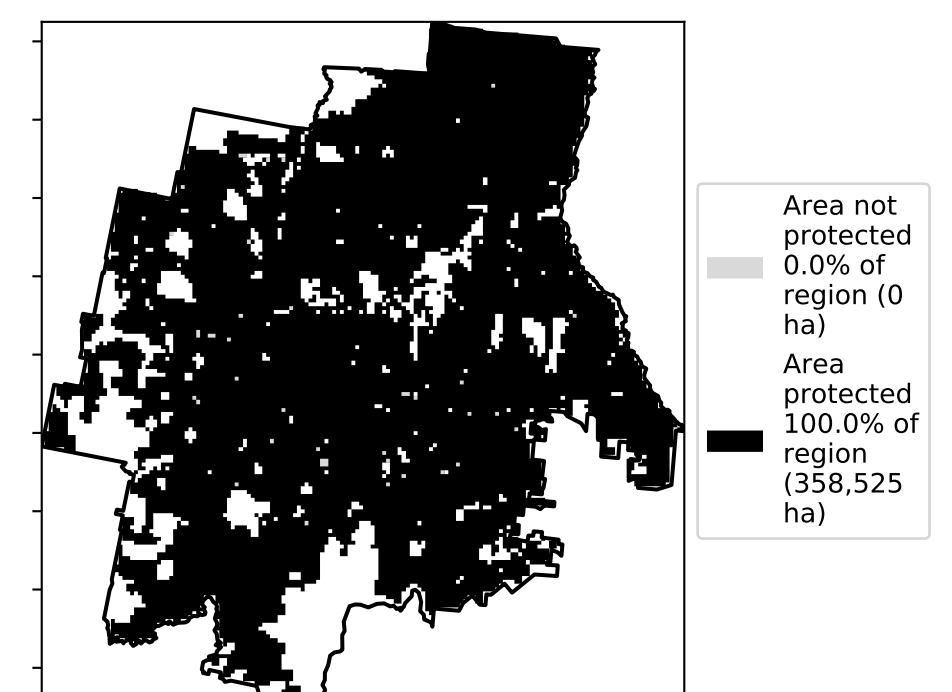 Area not
protected
0.0% of
region (0
ha)
Area
protected
100.0% of
region
(358,525
ha)